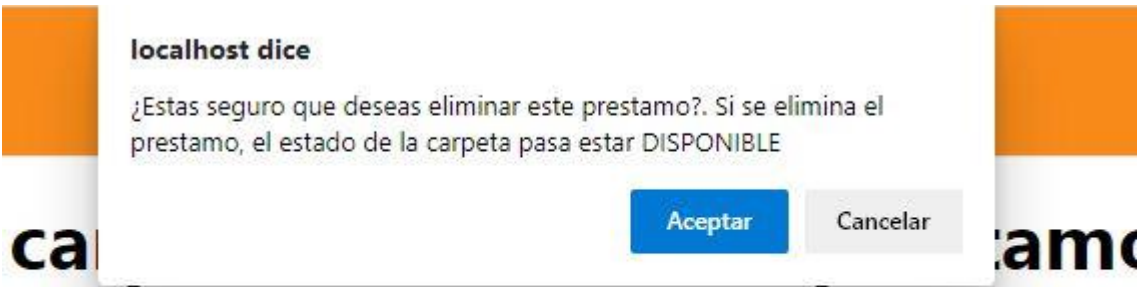 localhost dice
¿Estas seguro que deseas eliminar este prestamo?. Si se elimina el
prestamo, el estado de la carpeta pasa estar DISPONIBLE
Aceptar Cancelar